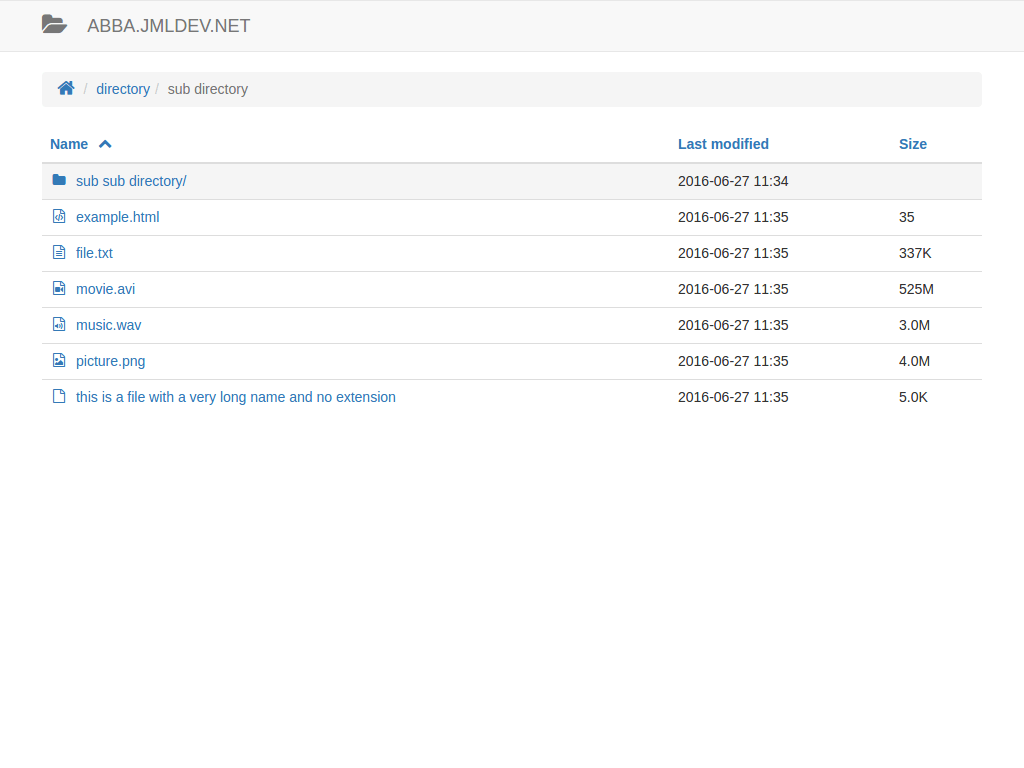 ABBA.JMLDEV.NET
/ directory / sub directory
Name Last modified Size
sub sub directory/ 2016-06-27 11:34
example.html 2016-06-27 11:35 35
file.txt 2016-06-27 11:35 337K
movie.avi 2016-06-27 11:35 525M
music.wav 2016-06-27 11:35 3.0M
picture.png 2016-06-27 11:35 4.0M
this is a file with a very long name and no extension 2016-06-27 11:35 5.0K